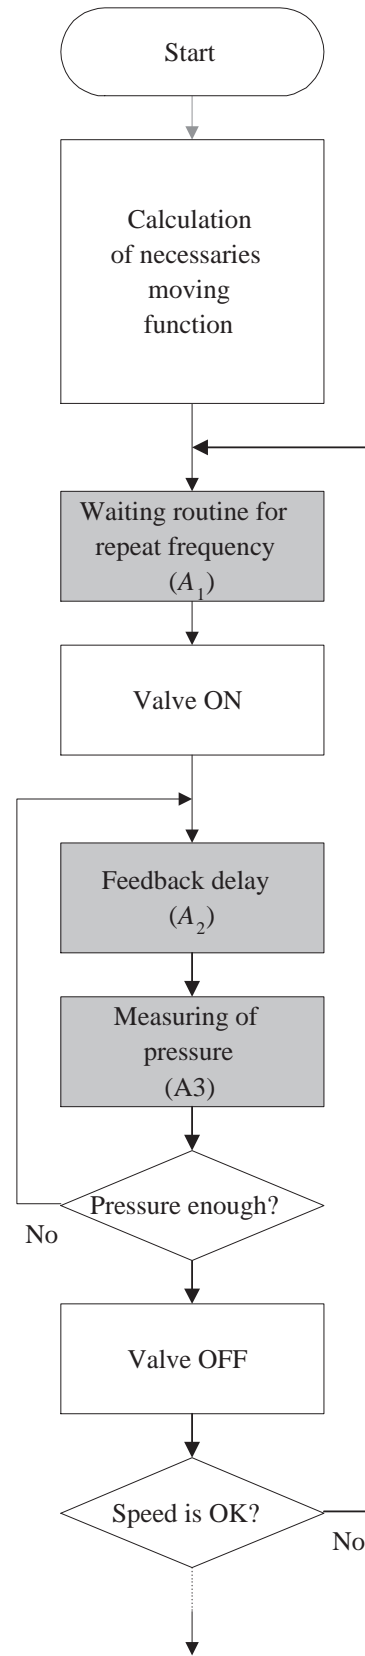 Start
Calculation
of necessaries
moving
function
Waiting routine for
repeat frequency
(A₁)
Valve ON
Feedback delay
(A₂)
Measuring of
pressure
(A3)
Pressure enough?
No
Valve OFF
Speed is OK?
No